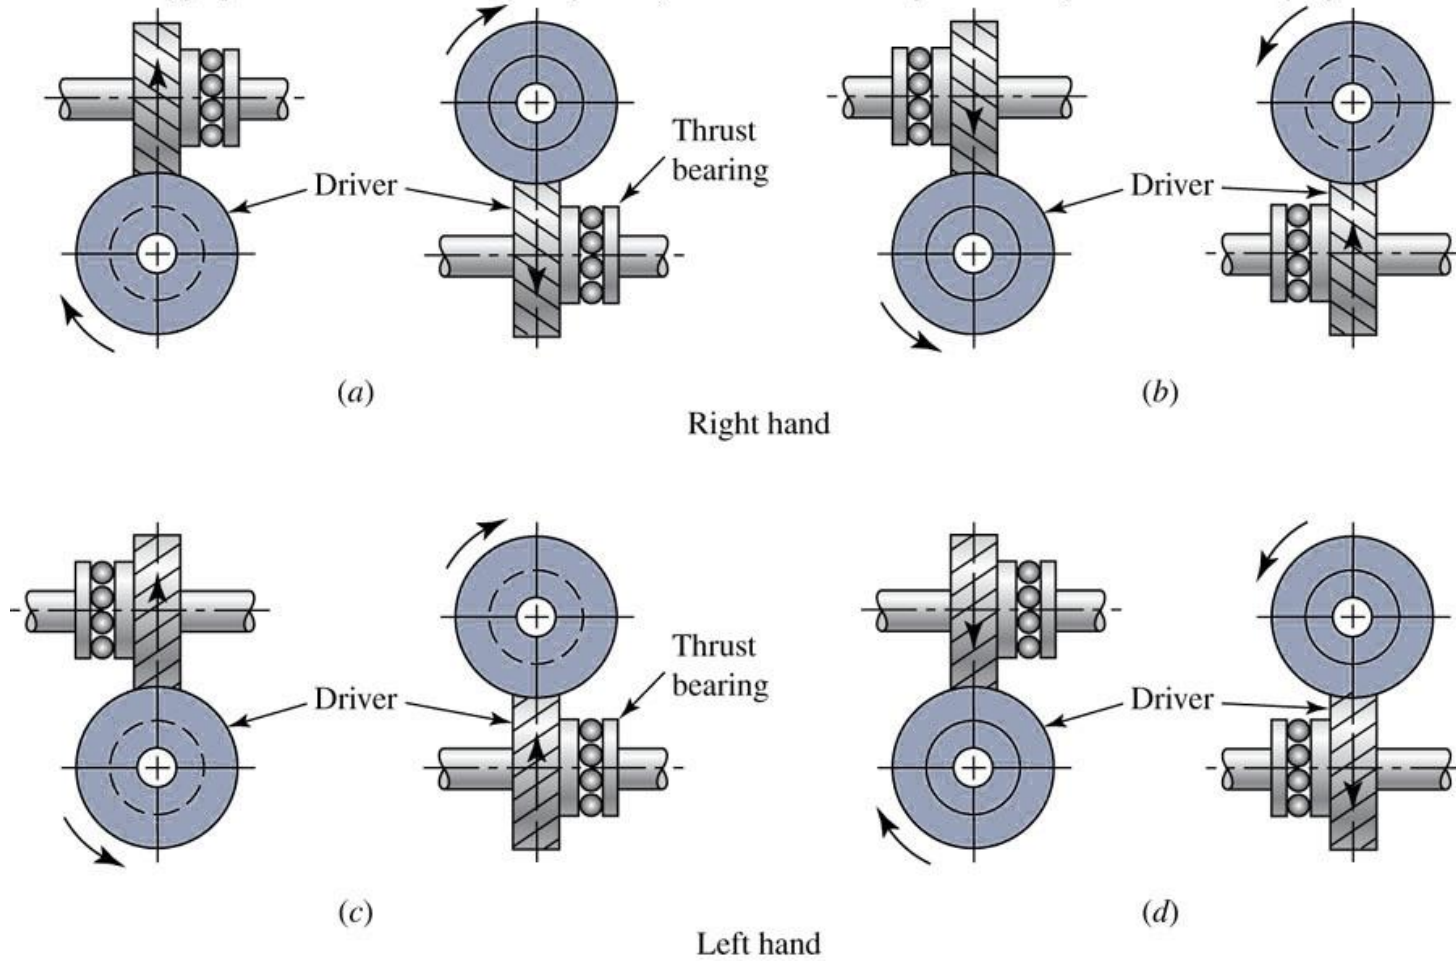 Driver
Thrust
bearing
Driver
(a)
(b)
Right hand
Driver
Thrust
bearing
Driver
(c)
(d)
Left hand